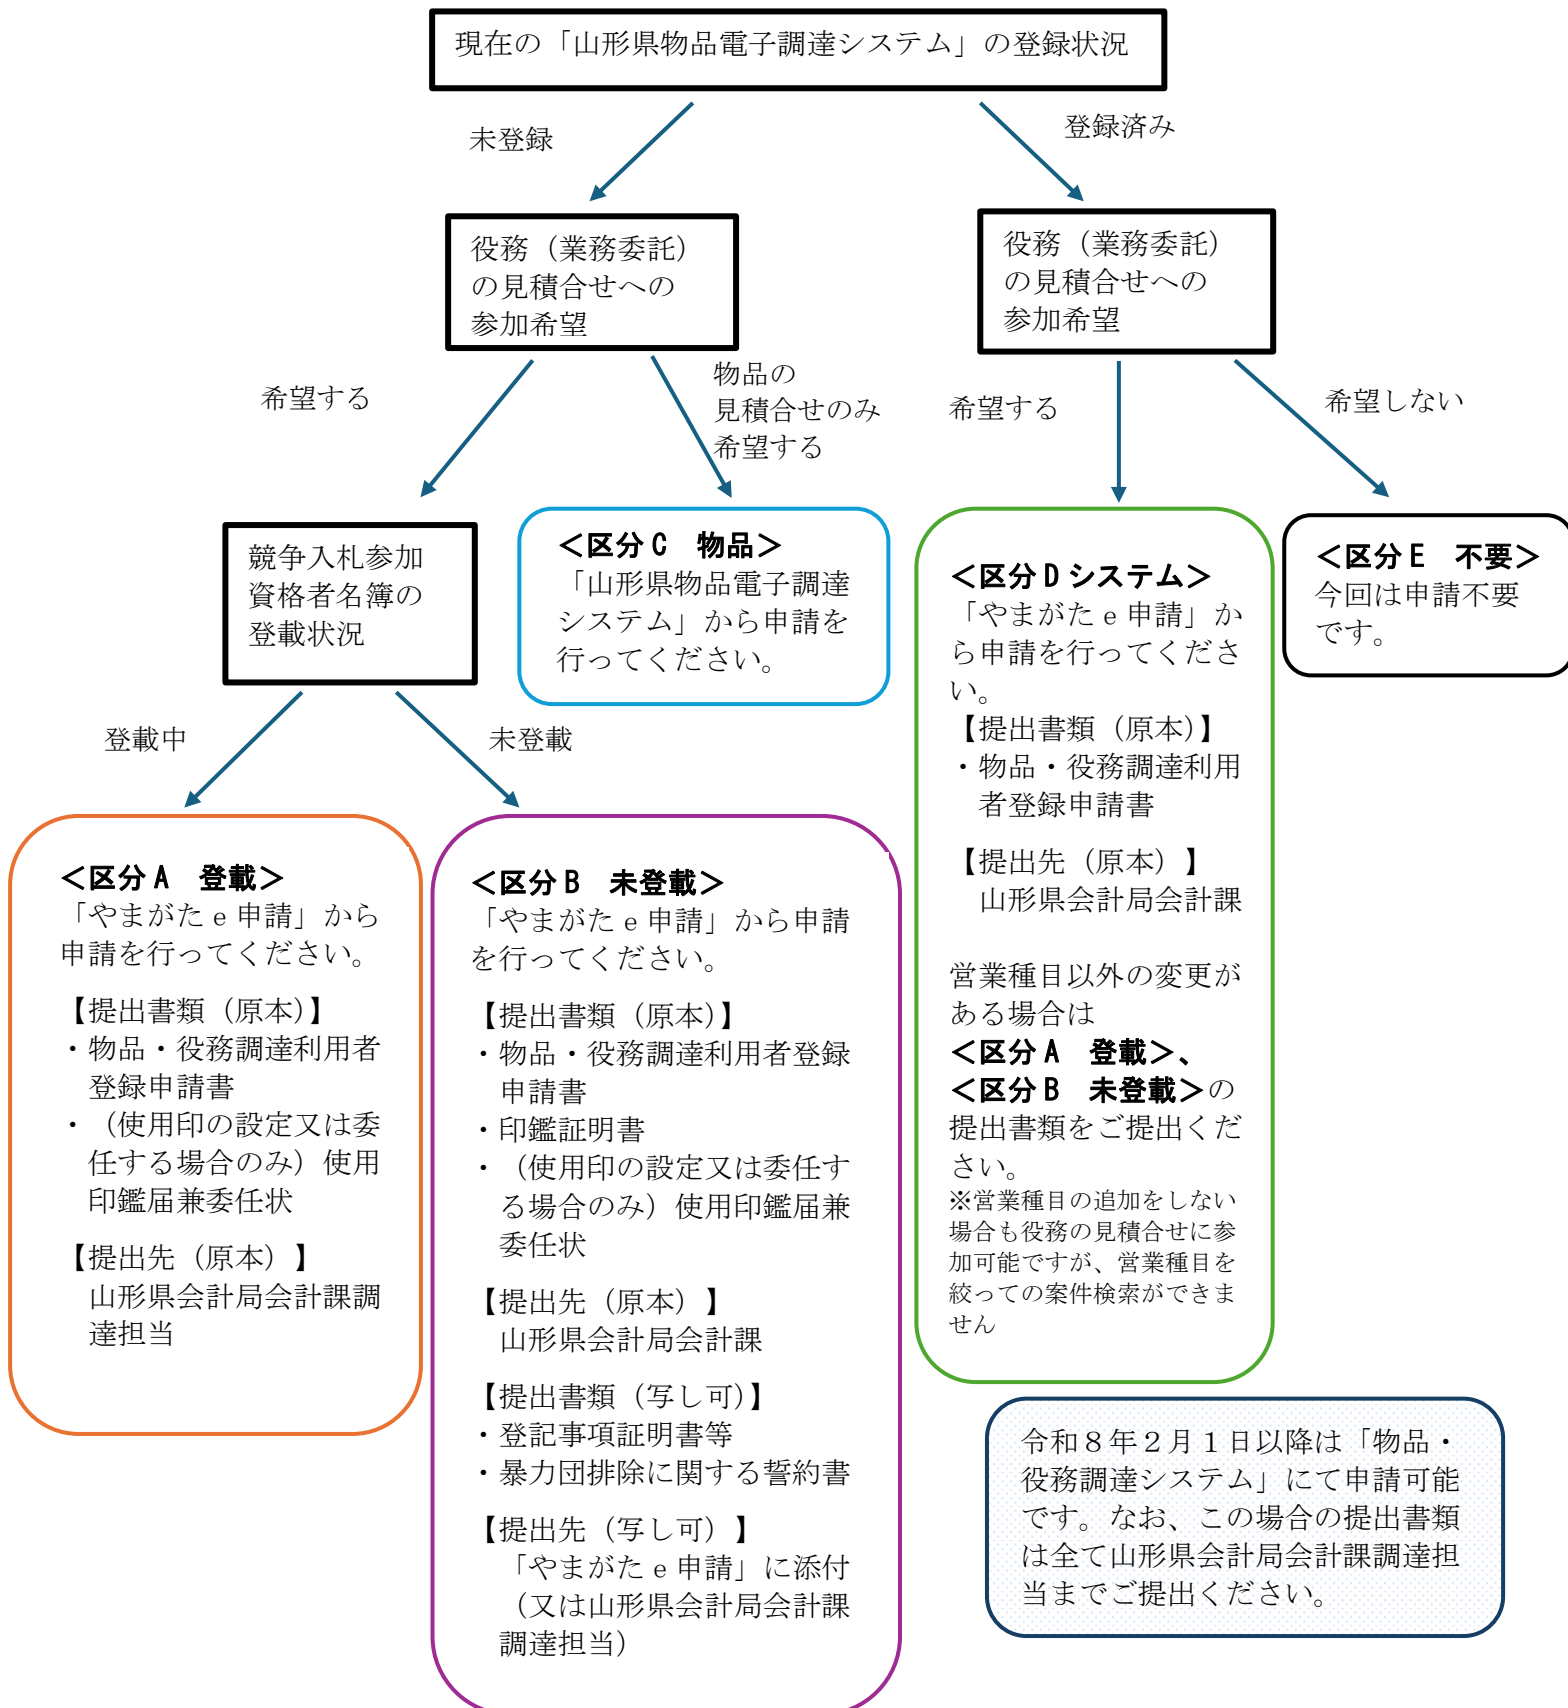 現在の「山形県物品電子調達システム」の登録状況
未登録
登録済み
役務（業務委託）
の見積合せへの
参加希望
役務（業務委託）
の見積合せへの
参加希望
希望する
物品の
見積合せのみ
希望する
希望する
希望しない
競争入札参加
資格者名簿の
登載状況
＜区分C　物品＞
「山形県物品電子調達
システム」から申請を
行ってください。
＜区分Dシステム＞
「やまがたe申請」か
ら申請を行ってくださ
い。
【提出書類（原本）】
・物品・役務調達利用
者登録申請書
【提出先（原本）】
山形県会計局会計課
営業種目以外の変更が
ある場合は
＜区分A　登載＞、
＜区分B　未登載＞の
提出書類をご提出くだ
さい。
※営業種目の追加をしない
場合も役務の見積合せに参
加可能ですが、営業種目を
絞っての案件検索ができま
せん
＜区分E　不要＞
今回は申請不要
です。
登載中
未登載
＜区分A　登載＞
「やまがたe申請」から
申請を行ってください。
【提出書類（原本）】
・物品・役務調達利用者
登録申請書
・（使用印の設定又は委
任する場合のみ）使用
印鑑届兼委任状
【提出先（原本）】
山形県会計局会計課調
達担当
＜区分B　未登載＞
「やまがたe申請」から申請
を行ってください。
【提出書類（原本）】
・物品・役務調達利用者登録
申請書
・印鑑証明書
・（使用印の設定又は委任す
る場合のみ）使用印鑑届兼
委任状
【提出先（原本）】
山形県会計局会計課
【提出書類（写し可）】
・登記事項証明書等
・暴力団排除に関する誓約書
【提出先（写し可）】
「やまがたe申請」に添付
（又は山形県会計局会計課
調達担当）
令和８年２月１日以降は「物品・
役務調達システム」にて申請可能
です。なお、この場合の提出書類
は全て山形県会計局会計課調達担
当までご提出ください。